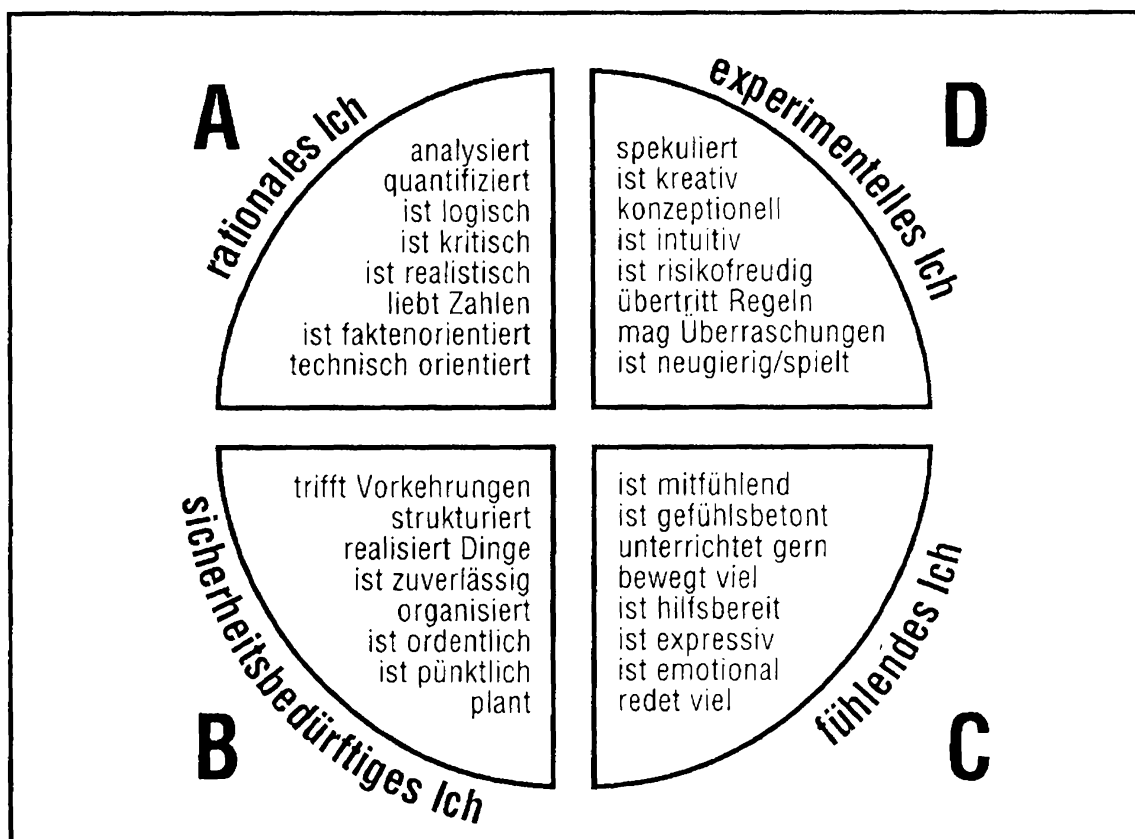 A
rationales Ich
analysiert
quantifiziert
ist logisch
ist kritisch
ist realistisch
liebt Zahlen
ist faktenorientiert
technisch orientiert
D
experimentelles Ich
spekuliert
ist kreativ
konzeptionell
ist intuitiv
ist risikofreudig
übertritt Regeln
mag Überraschungen
ist neugierig/spielt
B
sicherheitsbedürftiges Ich
trifft Vorkehrungen
strukturiert
realisiert Dinge
ist zuverlässig
organisiert
ist ordentlich
ist pünktlich
plant
C
fühlendes Ich
ist mitfühlend
ist gefühlsbetont
unterrichtet gern
bewegt viel
ist hilfsbereit
ist expressiv
ist emotional
redet viel